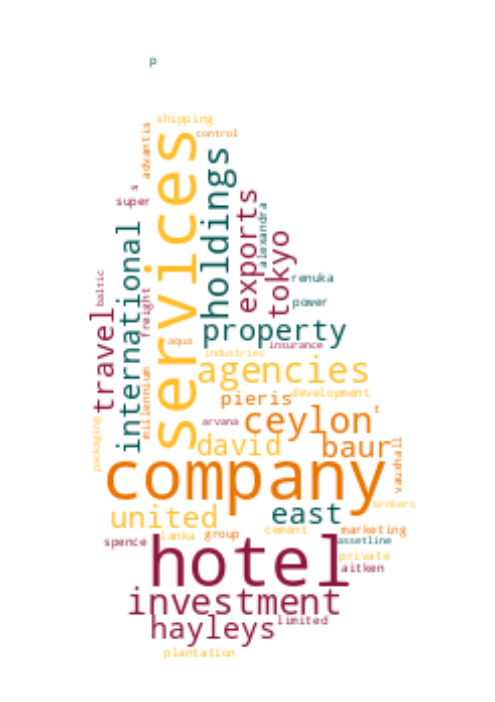 p
shipping
control
advantis
services
holdings
s
super
exports
alexandra
tokyo
international
baltic
renuka
freight
power
travel
property
aqua
insurance
industries
millennium
agencies
development
pieris
packaging
arvana
ceylon
t
david
baur
vauxhall
company
brokers
united
east
lanka
group
cement
marketing
spence
assetline
hotel
private
aitken
investment
hayleys
limited
plantation